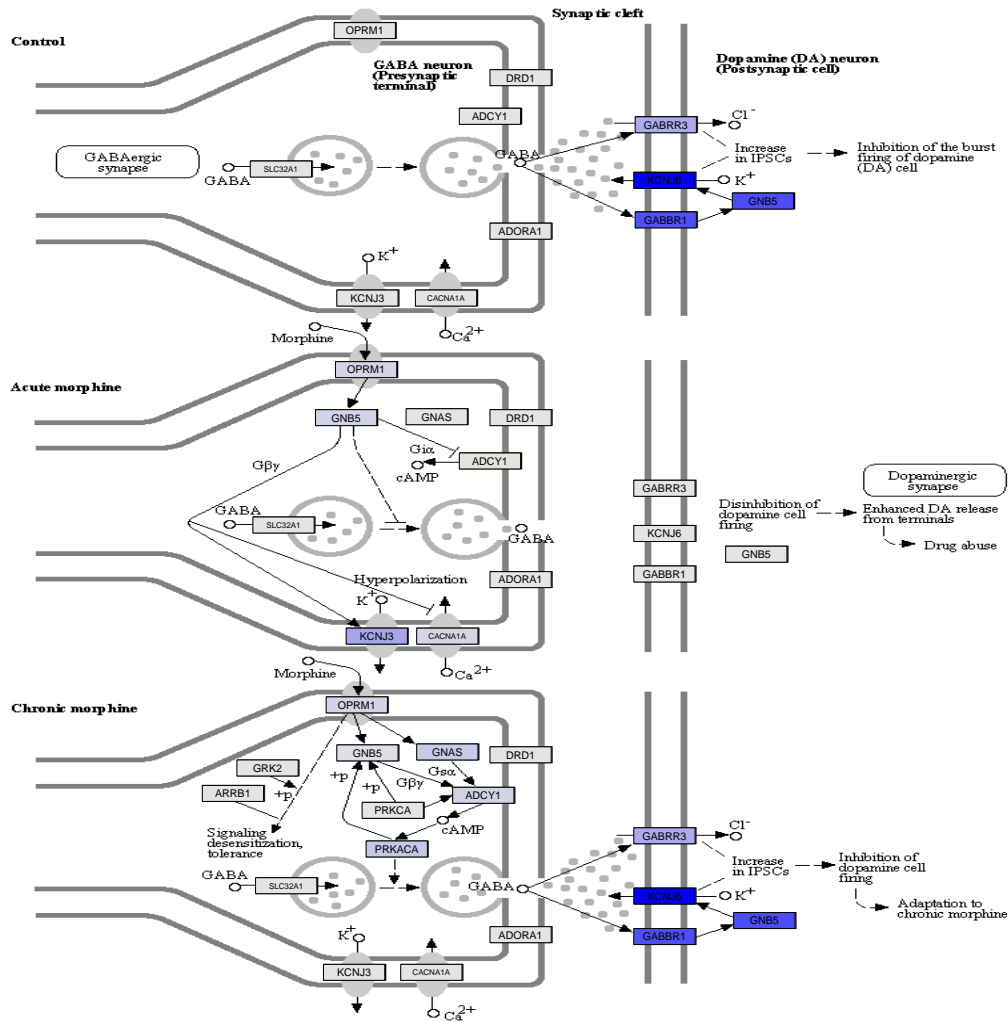 Synaptic cleft
Control
OPRM1
GABA neuron
(Presynaptic
terminal)
DRD1
Dopamine (DA) neuron
(Postsynaptic cell)
ADCY1
Cl⁻
GABRR3
GABAergic
synapse
GABA
SLC32A1
GABA
Increase
in IPSCs
Inhibition of the burst
firing of dopamine
(DA) cell
KCNJ6
K⁺
GNB5
GABBR1
ADORA1
K⁺
KCNJ3
CACNA1A
Morphine
Ca²⁺
OPRM1
Acute morphine
GNB5
GNAS
DRD1
Giα
ADCY1
cAMP
Gβγ
GABRR3
Dopaminergic
synapse
GABA
SLC32A1
GABA
Disinhibition of
dopamine cell
firing
Enhanced DA release
from terminals
KCNJ6
GNB5
Drug abuse
GABBR1
Hyperpolarization
ADORA1
K⁺
KCNJ3
CACNA1A
Morphine
Ca²⁺
OPRM1
Chronic morphine
GNB5
GNAS
DRD1
GRK2
+p
+p
Gβγ
Gsα
ARRB1
+p
ADCY1
PRKCA
cAMP
Signaling
desensitization,
tolerance
PRKACA
Cl⁻
GABRR3
GABA
SLC32A1
GABA
Increase
in IPSCs
Inhibition of
dopamine cell
firing
KCNJ6
K⁺
GNB5
Adaptation to
chronic morphine
GABBR1
ADORA1
K⁺
KCNJ3
CACNA1A
Ca²⁺